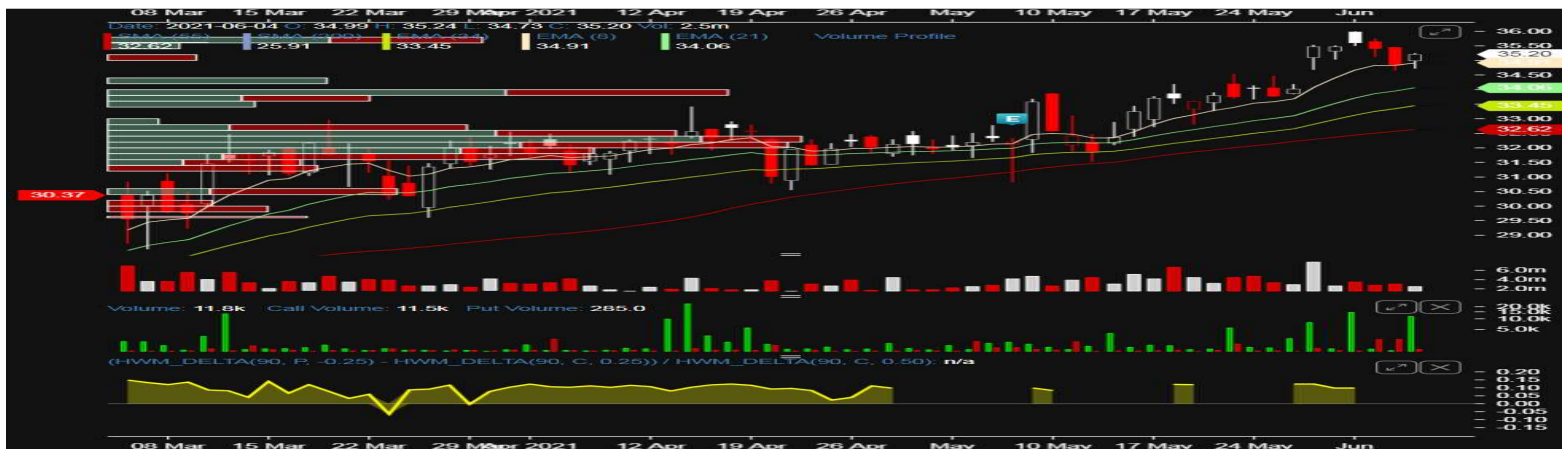 08 Mar 15 Mar 22 Mar 29 Mar Apr 2021 12 Apr 19 Apr 26 Apr May 10 May 17 May 24 May Jun
Date: 2021-06-04 O: 34.99 H: 35.24 L: 34.73 C: 35.20 Vol: 2.5m
SMA (55) SMA (200) EMA (34) EMA (8) EMA (21) Volume Profile
32.62 25.91 33.45 34.91 34.06
36.00
35.50
35.20
34.50
34.06
33.45
33.00
32.62
32.00
31.50
31.00
30.37
30.50
30.00
29.50
29.00
E
6.0m
4.0m
2.0m
Volume: 11.8k Call Volume: 11.5k Put Volume: 285.0
20.0k
15.0k
10.0k
5.0k
(HWM_DELTA(90, P, -0.25) - HWM_DELTA(90, C, 0.25)) / HWM_DELTA(90, C, 0.50): n/a
0.20
0.15
0.10
0.05
0.00
-0.05
-0.10
-0.15
08 Mar 15 Mar 22 Mar 29 Mar Apr 2021 12 Apr 19 Apr 26 Apr May 10 May 17 May 24 May Jun